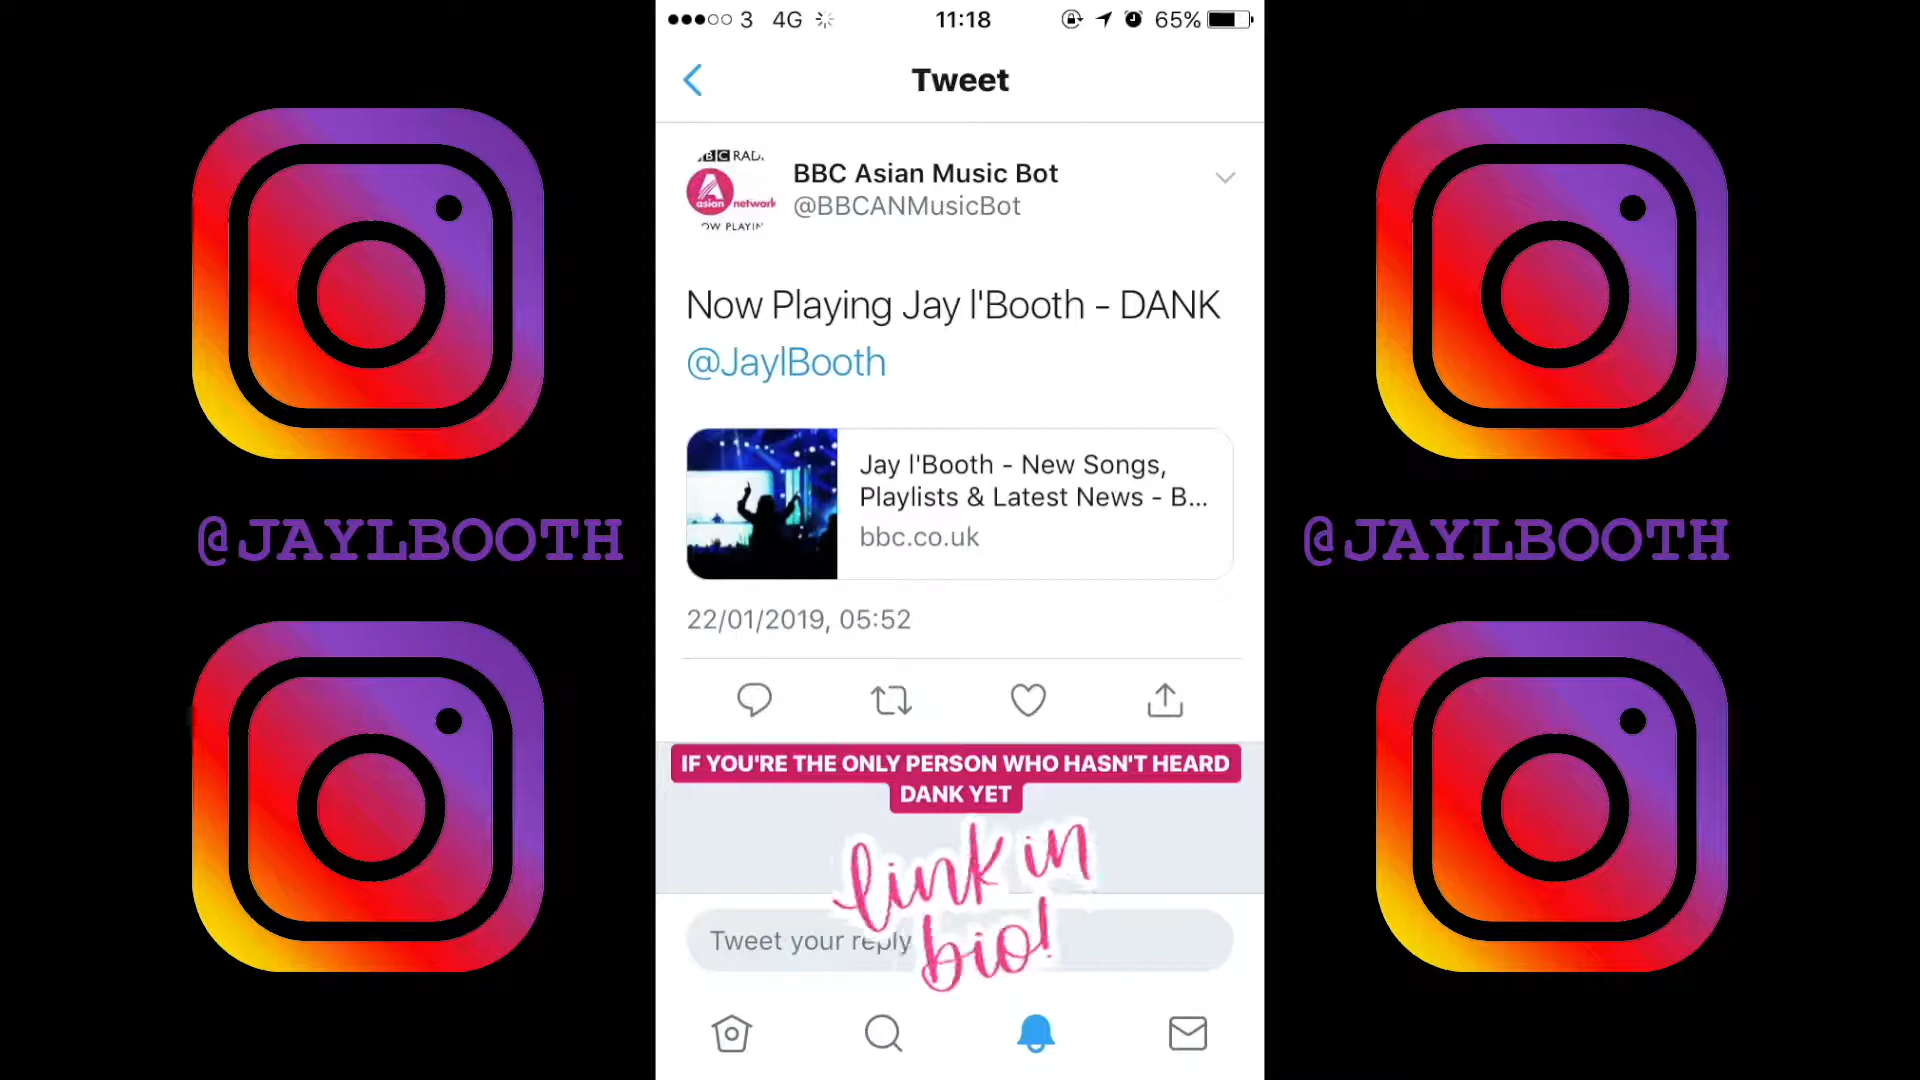 3 4G 11:18 65%
Tweet
BBC RAD
asian network
OW PLAYIN
BBC Asian Music Bot
@BBCANMusicBot
Now Playing Jay l'Booth - DANK
@JaylBooth
Jay l'Booth - New Songs,
Playlists & Latest News - B...
bbc.co.uk
22/01/2019, 05:52
IF YOU'RE THE ONLY PERSON WHO HASN'T HEARD
DANK YET
link in
bio!
Tweet your reply
@JAYLBOOTH
@JAYLBOOTH